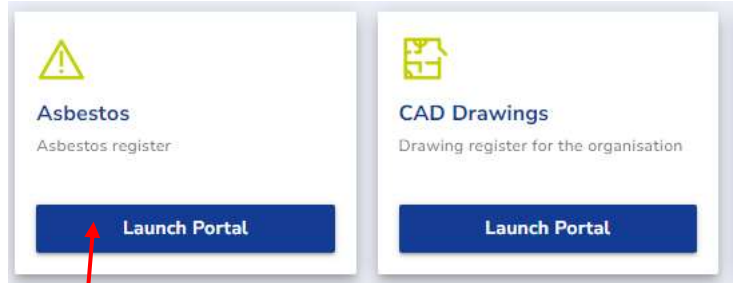 Asbestos
Asbestos register
Launch Portal
CAD Drawings
Drawing register for the organisation
Launch Portal